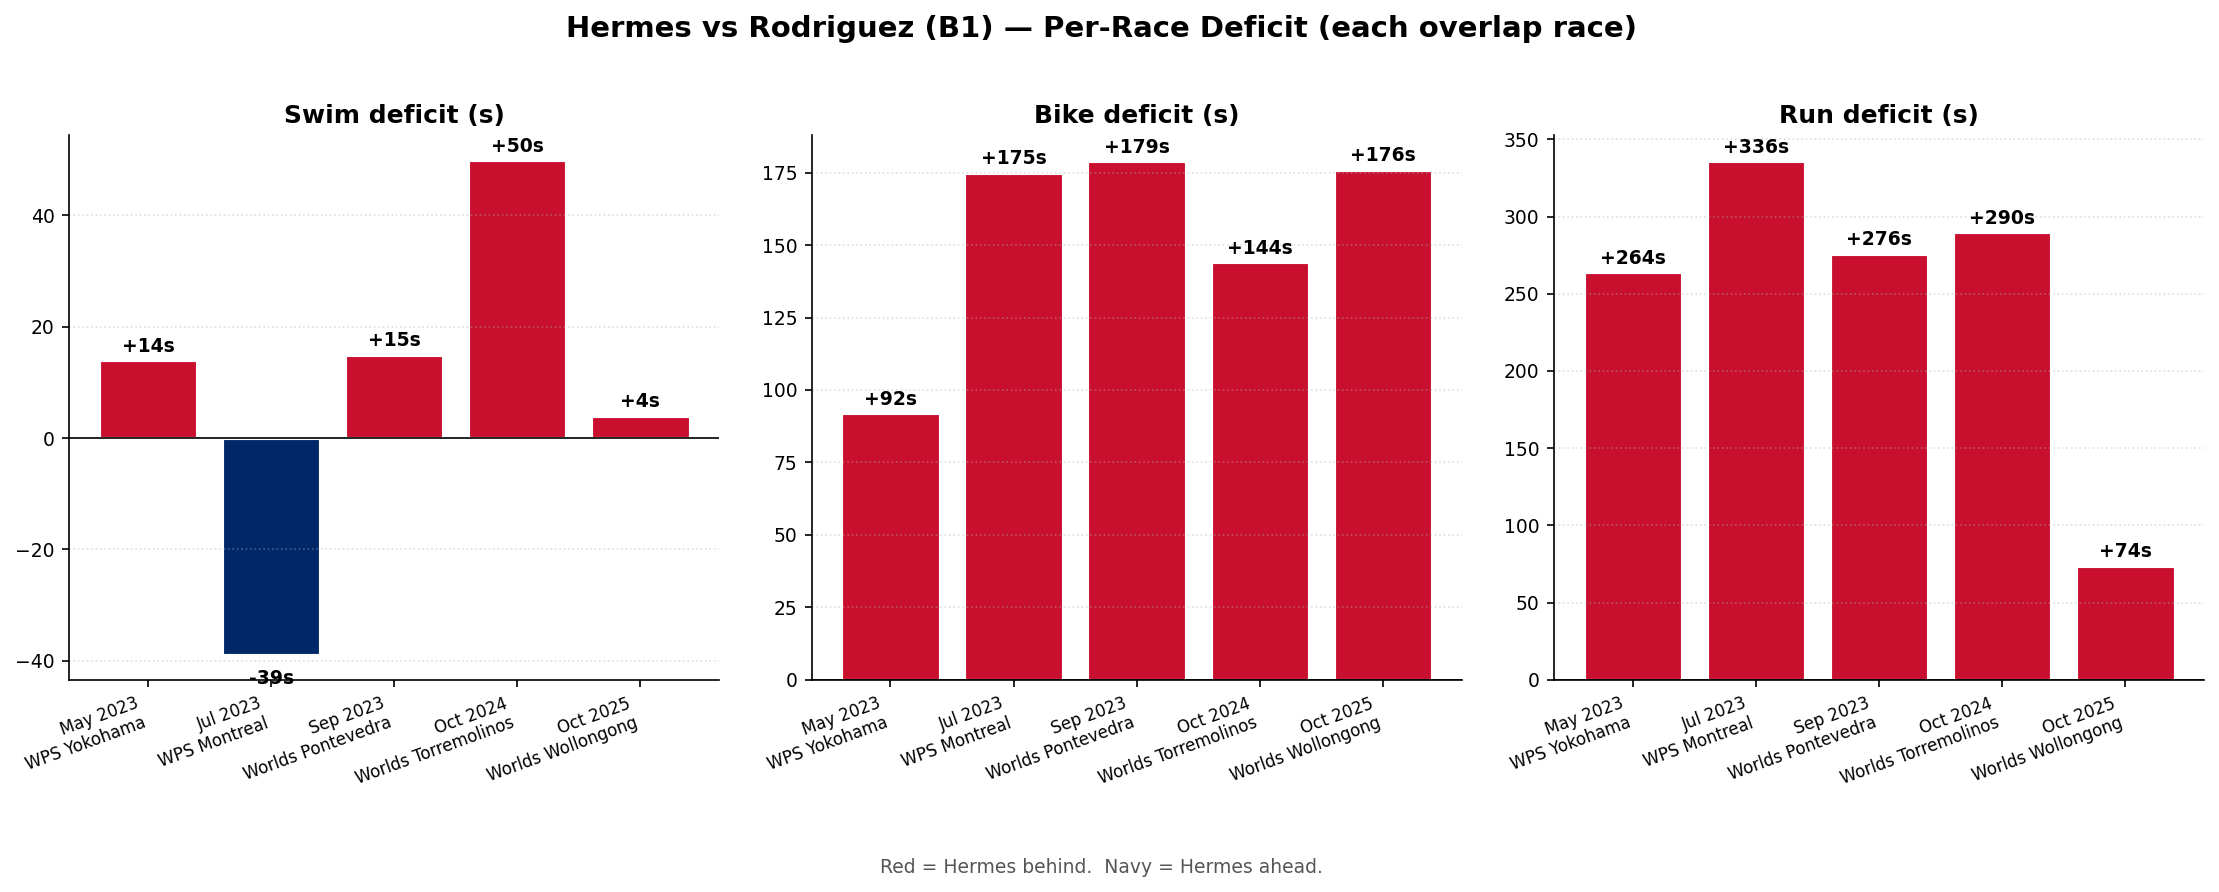 Hermes vs Rodriguez (B1) — Per-Race Deficit (each overlap race)
Swim deficit (s)
40
20
0
−20
−40
+14s
-39s
+15s
+50s
+4s
May 2023
WPS Yokohama
Jul 2023
WPS Montreal
Sep 2023
Worlds Pontevedra
Oct 2024
Worlds Torremolinos
Oct 2025
Worlds Wollongong
Bike deficit (s)
175
150
125
100
75
50
25
0
+92s
+175s
+179s
+144s
+176s
May 2023
WPS Yokohama
Jul 2023
WPS Montreal
Sep 2023
Worlds Pontevedra
Oct 2024
Worlds Torremolinos
Oct 2025
Worlds Wollongong
Run deficit (s)
350
300
250
200
150
100
50
0
+264s
+336s
+276s
+290s
+74s
May 2023
WPS Yokohama
Jul 2023
WPS Montreal
Sep 2023
Worlds Pontevedra
Oct 2024
Worlds Torremolinos
Oct 2025
Worlds Wollongong
Red = Hermes behind.  Navy = Hermes ahead.